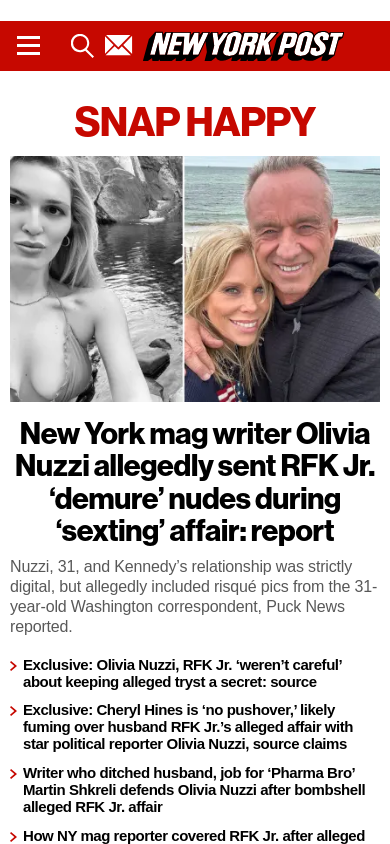 NEW YORK POST
SNAP HAPPY
New York mag writer Olivia
Nuzzi allegedly sent RFK Jr.
‘demure’ nudes during
‘sexting’ affair: report
Nuzzi, 31, and Kennedy’s relationship was strictly
digital, but allegedly included risqué pics from the 31-
year-old Washington correspondent, Puck News
reported.
Exclusive: Olivia Nuzzi, RFK Jr. ‘weren’t careful’
about keeping alleged tryst a secret: source
Exclusive: Cheryl Hines is ‘no pushover,’ likely
fuming over husband RFK Jr.’s alleged affair with
star political reporter Olivia Nuzzi, source claims
Writer who ditched husband, job for ‘Pharma Bro’
Martin Shkreli defends Olivia Nuzzi after bombshell
alleged RFK Jr. affair
How NY mag reporter covered RFK Jr. after alleged